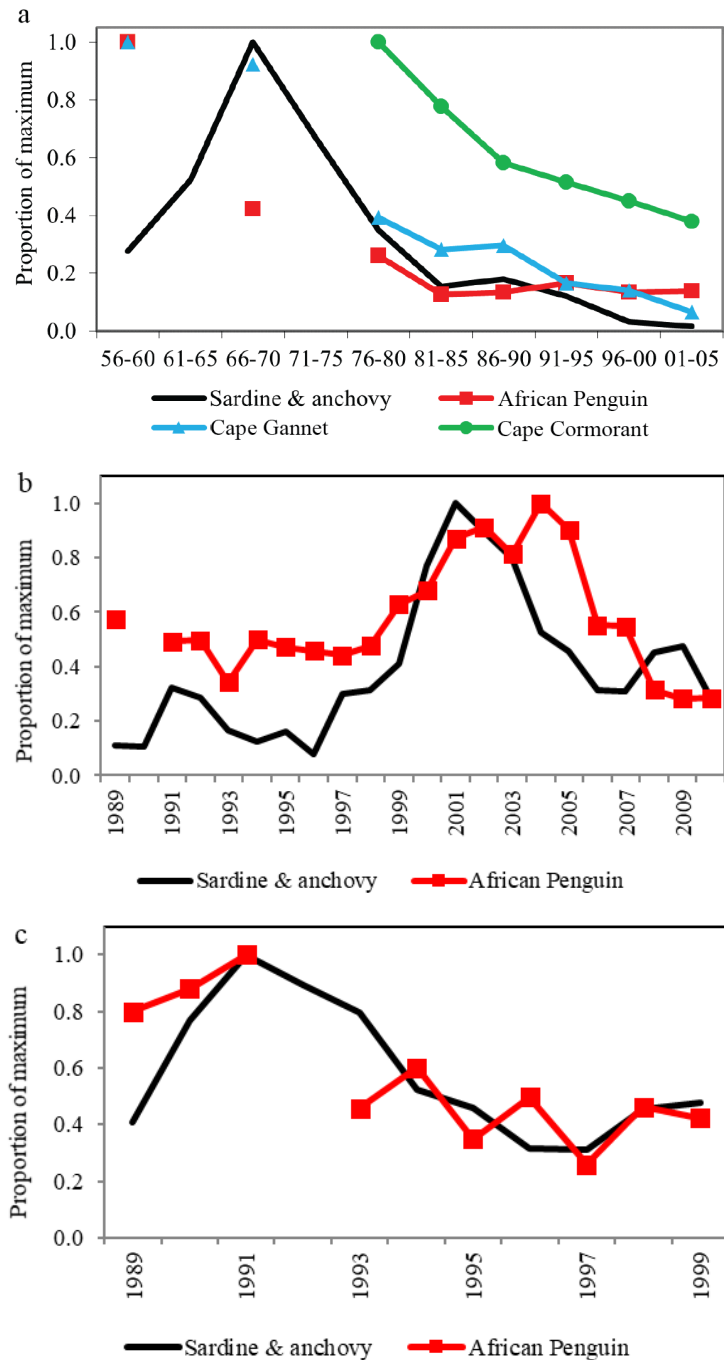 a
Proportion of maximum
1.0
0.8
0.6
0.4
0.2
0.0
56-60 61-65 66-70 71-75 76-80 81-85 86-90 91-95 96-00 01-05
Sardine & anchovy African Penguin
Cape Gannet Cape Cormorant
b
Proportion of maximum
1.0
0.8
0.6
0.4
0.2
0.0
1989 1991 1993 1995 1997 1999 2001 2003 2005 2007 2009
Sardine & anchovy African Penguin
c
Proportion of maximum
1.0
0.8
0.6
0.4
0.2
0.0
1989 1991 1993 1995 1997 1999
Sardine & anchovy African Penguin